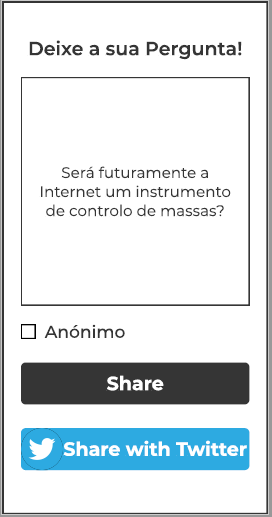 Deixe a sua Pergunta!
Será futuramente a
Internet um instrumento
de controlo de massas?
Anónimo
Share
Share with Twitter